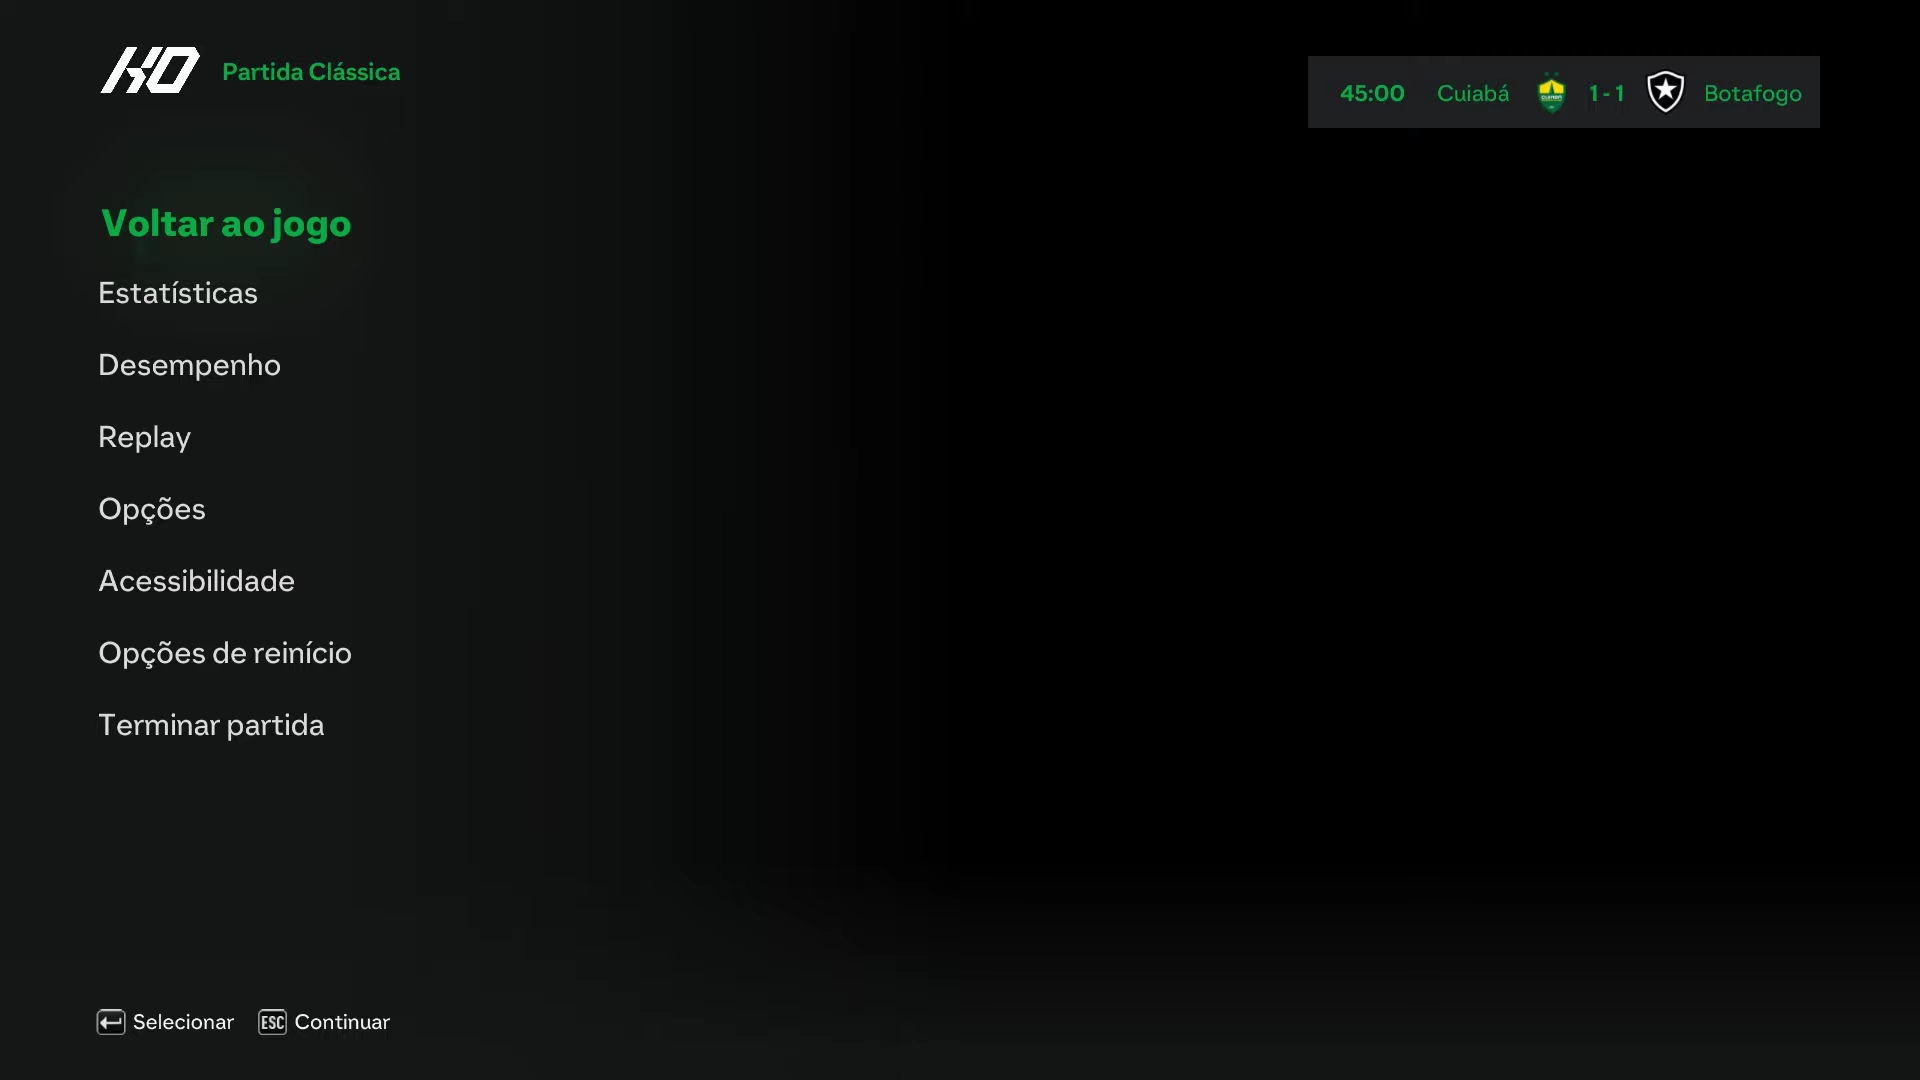 KO Partida Clássica
45:00 Cuiabá 1 - 1 Botafogo
Voltar ao jogo
Estatísticas
Desempenho
Replay
Opções
Acessibilidade
Opções de reinício
Terminar partida
Selecionar ESC Continuar